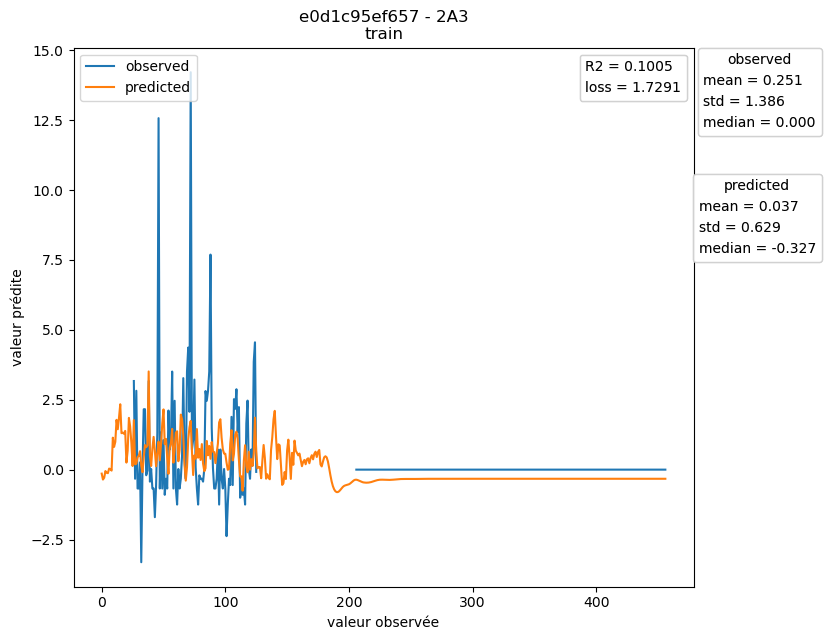 e0d1c95ef657 - 2A3
train
observed
predicted
R2 = 0.1005
loss = 1.7291
observed
mean = 0.251
std = 1.386
median = 0.000
predicted
mean = 0.037
std = 0.629
median = -0.327
15.0
12.5
10.0
7.5
5.0
2.5
0.0
−2.5
valeur prédite
0
100
200
300
400
valeur observée